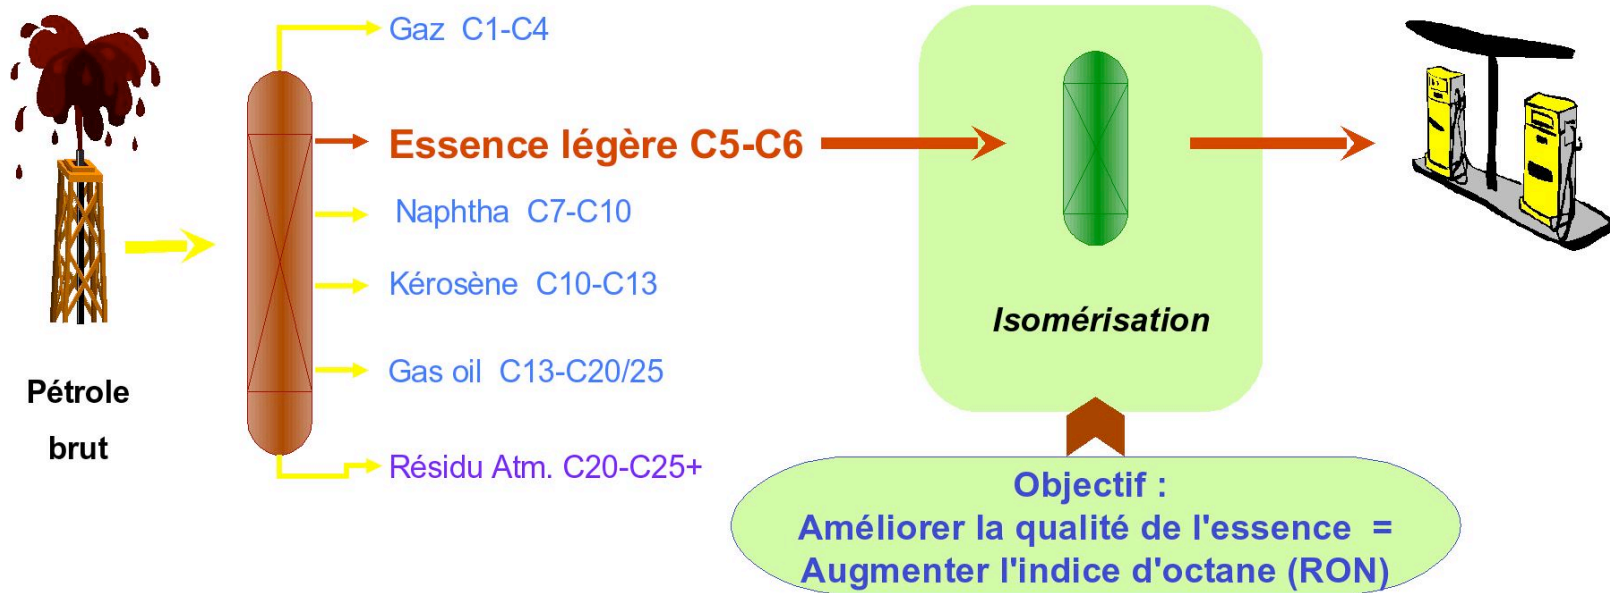 Gaz C1-C4
Essence légère C5-C6
Naphtha C7-C10
Kérosène C10-C13
Gas oil C13-C20/25
Résidu Atm. C20-C25+
Pétrole
brut
Isomérisation
Objectif :
Améliorer la qualité de l'essence =
Augmenter l'indice d'octane (RON)